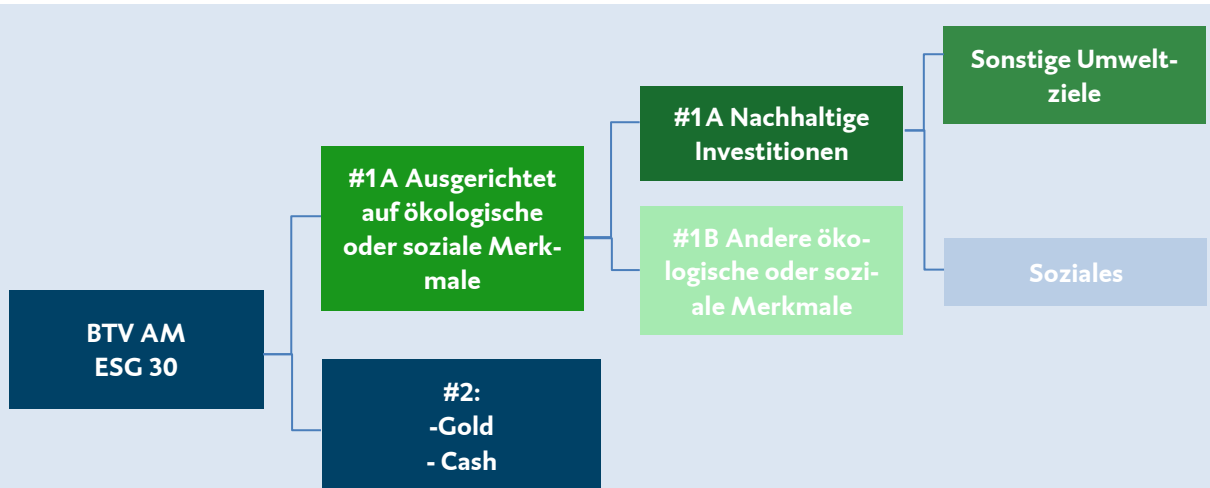 BTV AM
ESG 30
#1 A Ausgerichtet
auf ökologische
oder soziale Merk-
male
#2:
-Gold
- Cash
#1 A Nachhaltige
Investitionen
#1B Andere öko-
logische oder sozi-
ale Merkmale
Sonstige Umwelt-
ziele
Soziales